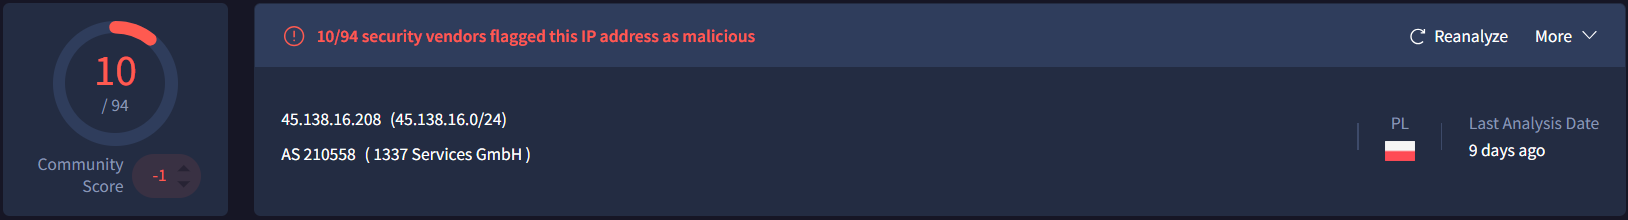 10
/ 94
Community
Score
-1
10/94 security vendors flagged this IP address as malicious
Reanalyze
More
45.138.16.208 (45.138.16.0/24)
AS 210558 ( 1337 Services GmbH )
PL
Last Analysis Date
9 days ago